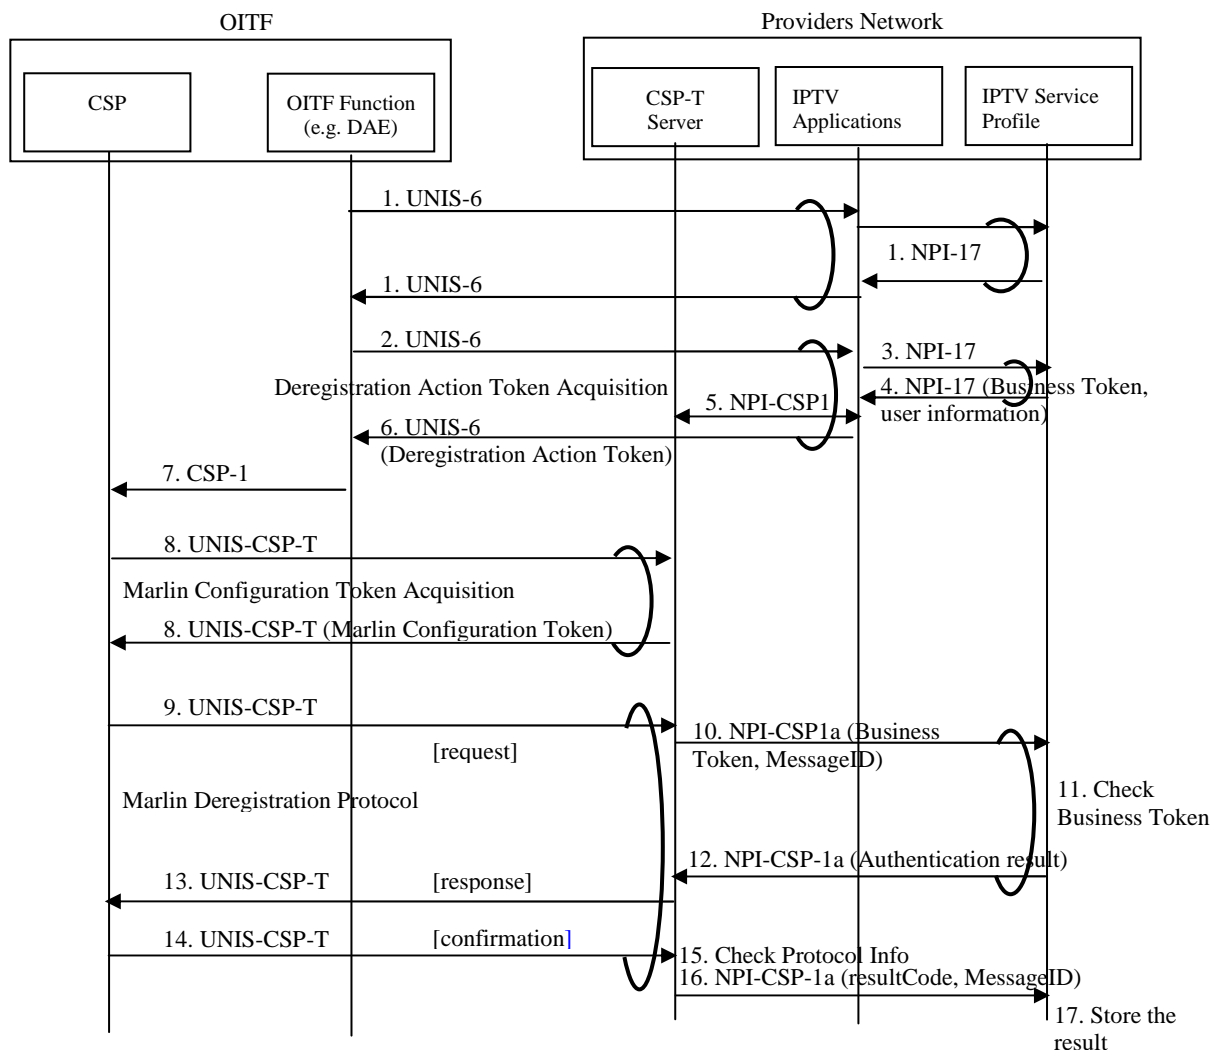 OITF
Providers Network
CSP
OITF Function
(e.g. DAE)
CSP-T
Server
IPTV
Applications
IPTV Service
Profile
1. UNIS-6
1. NPI-17
1. UNIS-6
2. UNIS-6
3. NPI-17
Deregistration Action Token Acquisition
4. NPI-17 (Business Token,
user information)
5. NPI-CSP1
6. UNIS-6
(Deregistration Action Token)
7. CSP-1
8. UNIS-CSP-T
Marlin Configuration Token Acquisition
8. UNIS-CSP-T (Marlin Configuration Token)
9. UNIS-CSP-T
[request]
10. NPI-CSP1a (Business
Token, MessageID)
Marlin Deregistration Protocol
11. Check
Business Token
12. NPI-CSP-1a (Authentication result)
13. UNIS-CSP-T
[response]
14. UNIS-CSP-T
[confirmation]
15. Check Protocol Info
16. NPI-CSP-1a (resultCode, MessageID)
17. Store the
result